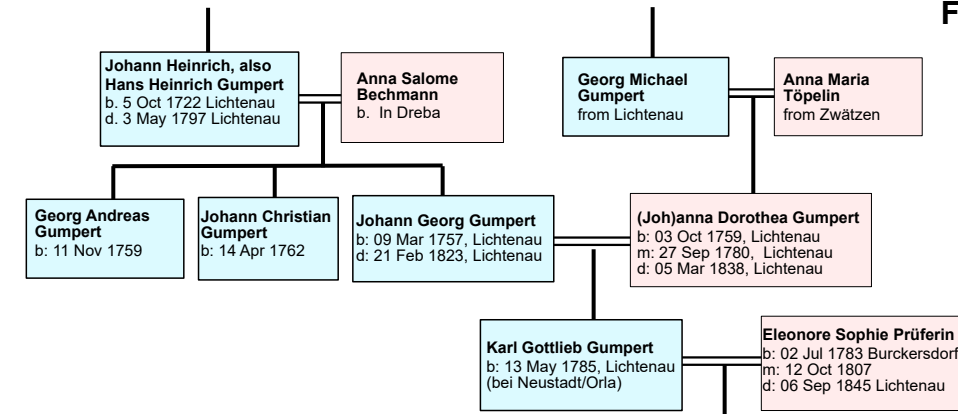 F
Johann Heinrich, also
Hans Heinrich Gumpert
b. 5 Oct 1722 Lichtenau
d. 3 May 1797 Lichtenau
Anna Salome
Bechmann
b. In Dreba
Georg Michael
Gumpert
from Lichtenau
Anna Maria
Töpelin
from Zwätzen
Georg Andreas
Gumpert
b: 11 Nov 1759
Johann Christian
Gumpert
b: 14 Apr 1762
Johann Georg Gumpert
b: 09 Mar 1757, Lichtenau
d: 21 Feb 1823, Lichtenau
(Joh)anna Dorothea Gumpert
b: 03 Oct 1759, Lichtenau
m: 27 Sep 1780, Lichtenau
d: 05 Mar 1838, Lichtenau
Karl Gottlieb Gumpert
b: 13 May 1785, Lichtenau
(bei Neustadt/Orla)
Eleonore Sophie Prüferin
b: 02 Jul 1783 Burckersdorf
m: 12 Oct 1807
d: 06 Sep 1845 Lichtenau